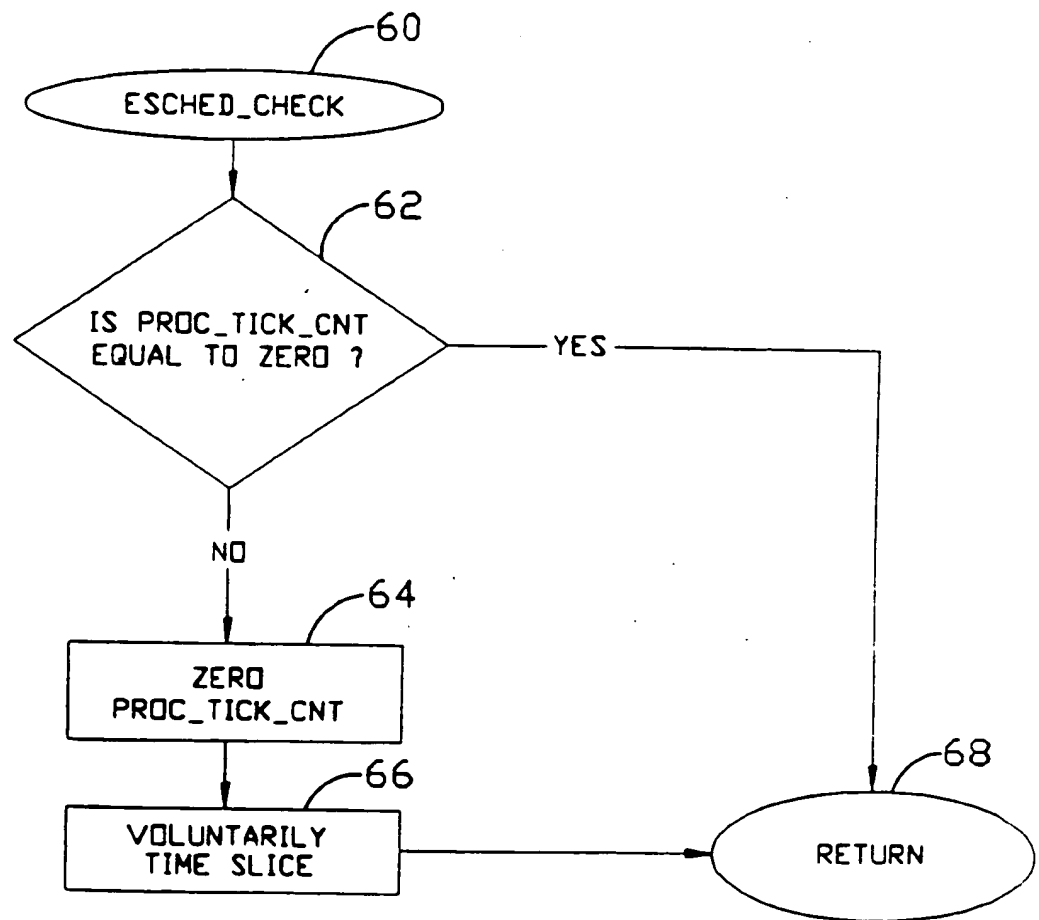 60
ESCHED_CHECK
62
IS PROC_TICK_CNT
EQUAL TO ZERO ?
YES
NO
64
ZERO
PROC_TICK_CNT
66
VOLUNTARILY
TIME SLICE
68
RETURN